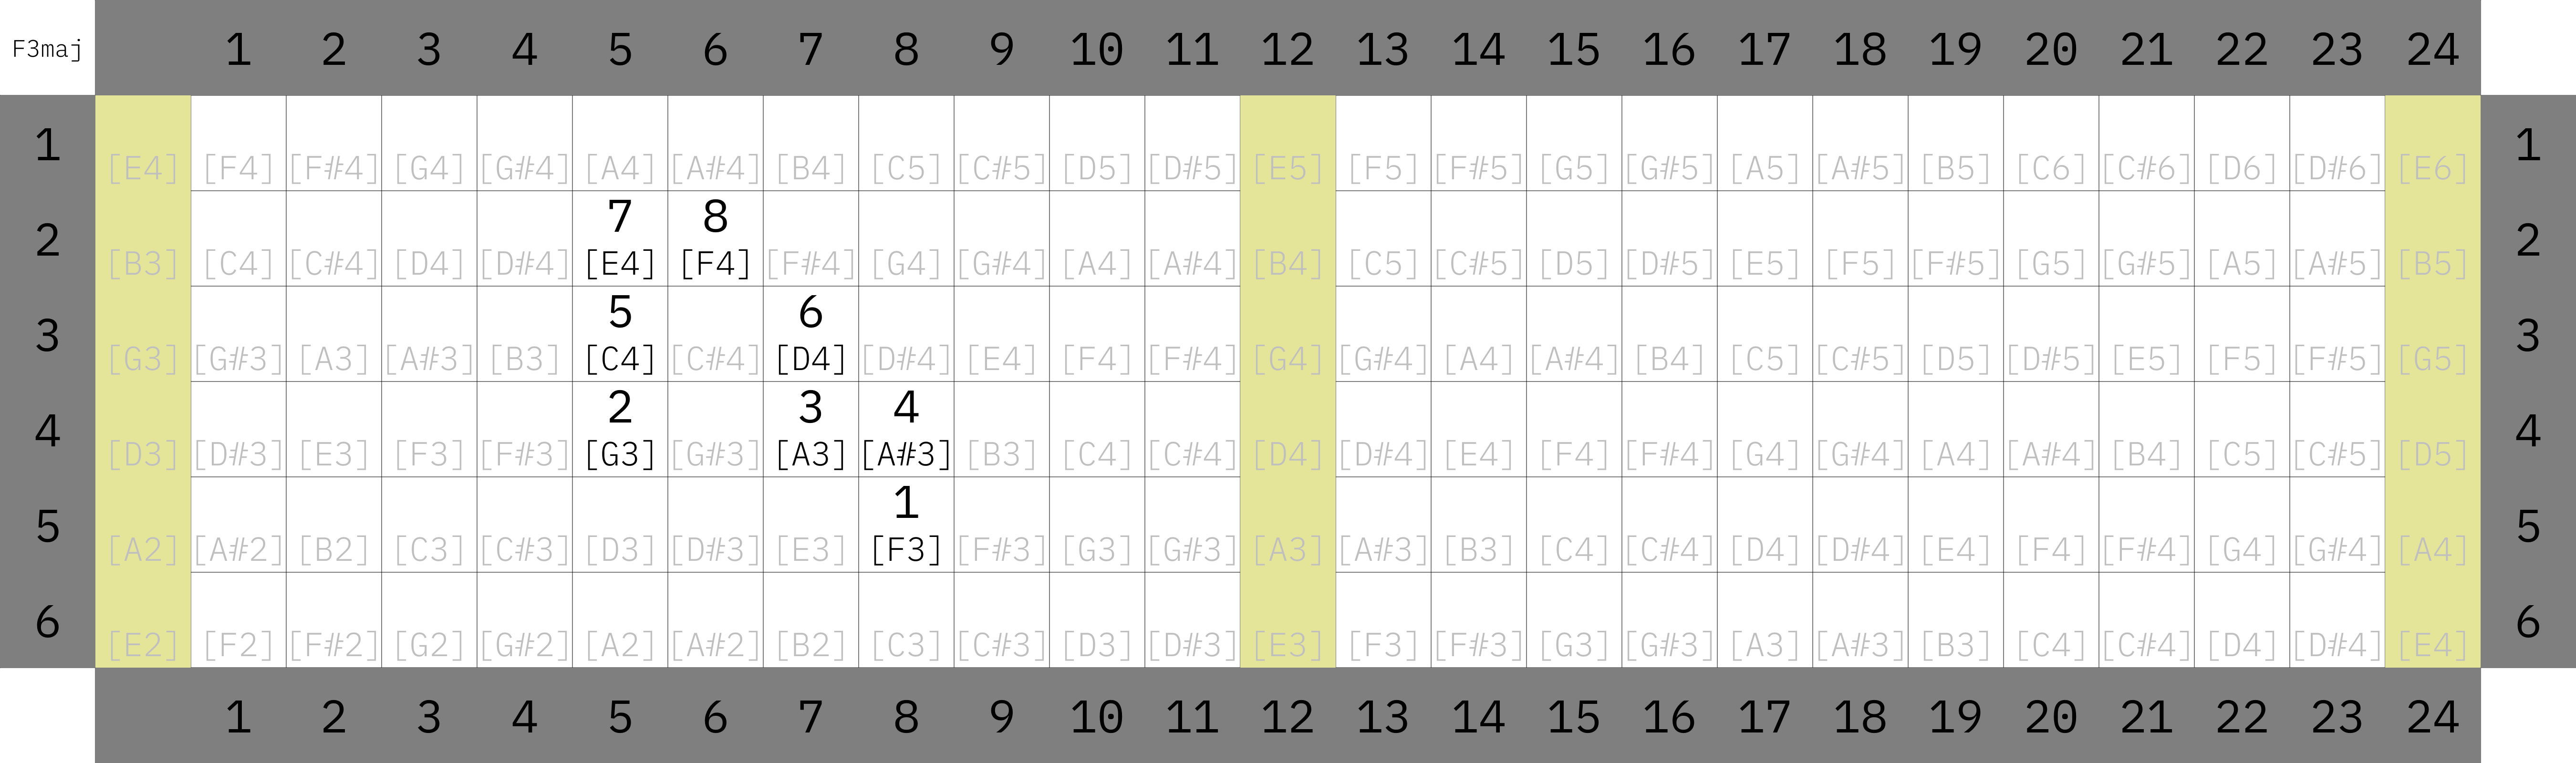 F3maj 1 2 3 4 5 6 7 8 9 10 11 12 13 14 15 16 17 18 19 20 21 22 23 24
1 [E4] [F4] [F#4] [G4] [G#4] [A4] [A#4] [B4] [C5] [C#5] [D5] [D#5] [E5] [F5] [F#5] [G5] [G#5] [A5] [A#5] [B5] [C6] [C#6] [D6] [D#6] [E6] 1
7 8
2 [B3] [C4] [C#4] [D4] [D#4] [E4] [F4] [F#4] [G4] [G#4] [A4] [A#4] [B4] [C5] [C#5] [D5] [D#5] [E5] [F5] [F#5] [G5] [G#5] [A5] [A#5] [B5] 2
5 6
3 [G3] [G#3] [A3] [A#3] [B3] [C4] [C#4] [D4] [D#4] [E4] [F4] [F#4] [G4] [G#4] [A4] [A#4] [B4] [C5] [C#5] [D5] [D#5] [E5] [F5] [F#5] [G5] 3
2 3 4
4 [D3] [D#3] [E3] [F3] [F#3] [G3] [G#3] [A3] [A#3] [B3] [C4] [C#4] [D4] [D#4] [E4] [F4] [F#4] [G4] [G#4] [A4] [A#4] [B4] [C5] [C#5] [D5] 4
1
5 [A2] [A#2] [B2] [C3] [C#3] [D3] [D#3] [E3] [F3] [F#3] [G3] [G#3] [A3] [A#3] [B3] [C4] [C#4] [D4] [D#4] [E4] [F4] [F#4] [G4] [G#4] [A4] 5
6 [E2] [F2] [F#2] [G2] [G#2] [A2] [A#2] [B2] [C3] [C#3] [D3] [D#3] [E3] [F3] [F#3] [G3] [G#3] [A3] [A#3] [B3] [C4] [C#4] [D4] [D#4] [E4] 6
1 2 3 4 5 6 7 8 9 10 11 12 13 14 15 16 17 18 19 20 21 22 23 24